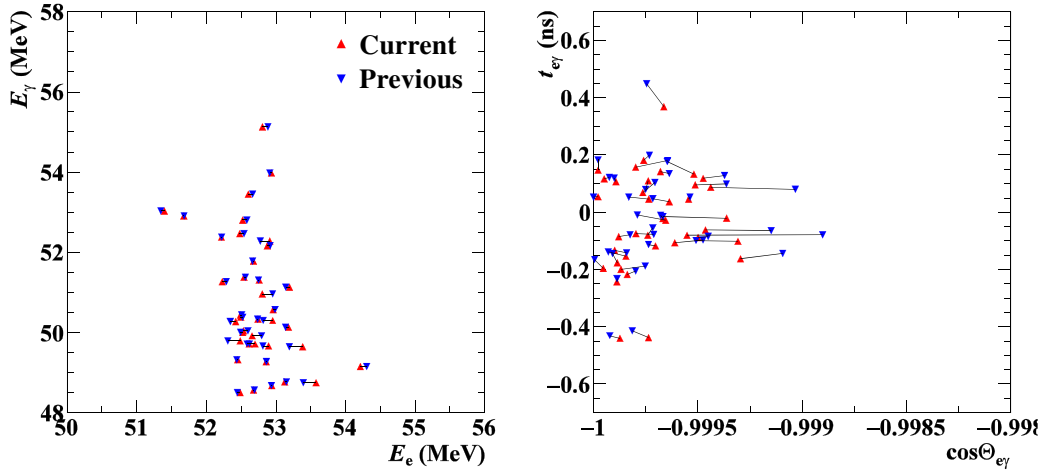 58
56
54
52
50
48
50 51 52 53 54 55 56
E_γ (MeV)
E_e (MeV)
Current
Previous
0.6
0.4
0.2
0
−0.2
−0.4
−0.6
−1 −0.9995 −0.999 −0.9985 −0.998
t_eγ (ns)
cosΘ_eγ